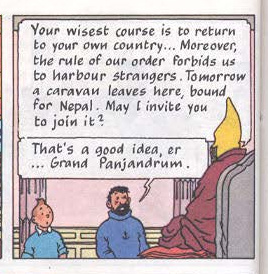 Your wisest course is to return
to your own country... Moreover,
the rule of our order forbids us
to harbour strangers. Tomorrow
a caravan leaves here, bound
for Nepal. May I invite you
to join it?
That's a good idea, er
... Grand Panjandrum.